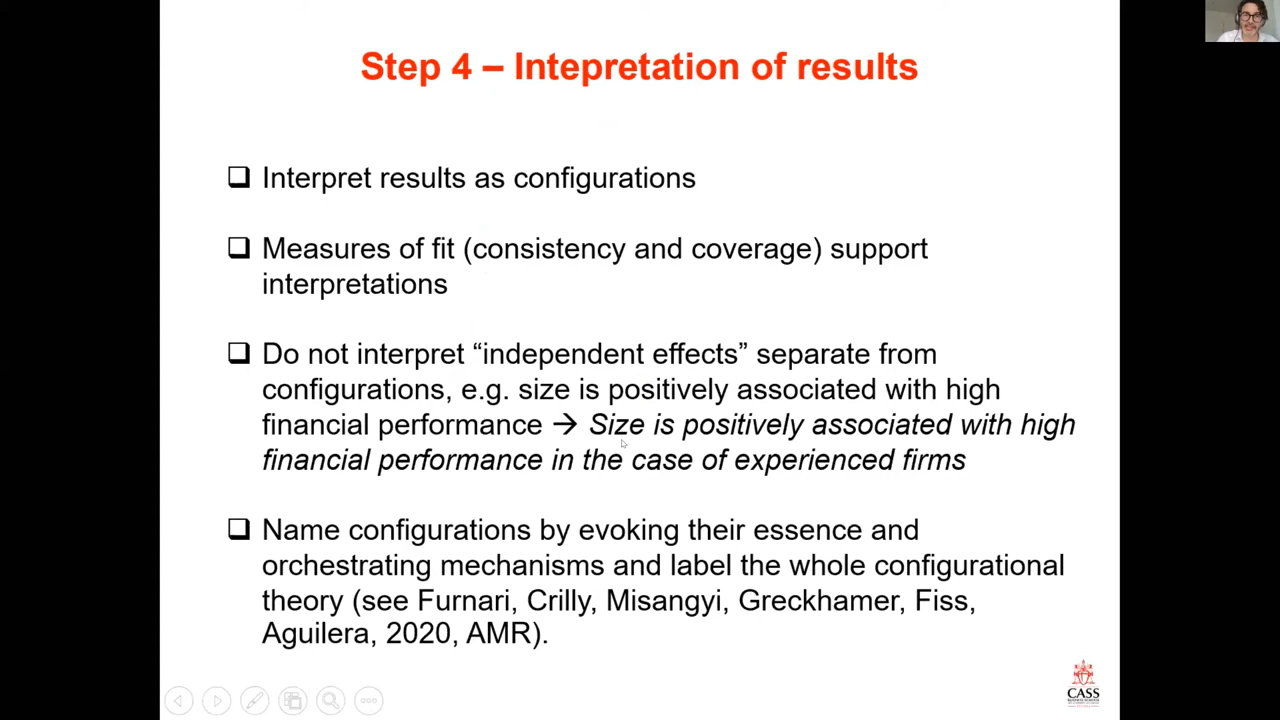 Step 4 – Intepretation of results
Interpret results as configurations
Measures of fit (consistency and coverage) support
interpretations
Do not interpret “independent effects” separate from
configurations, e.g. size is positively associated with high
financial performance → Size is positively associated with high
financial performance in the case of experienced firms
Name configurations by evoking their essence and
orchestrating mechanisms and label the whole configurational
theory (see Furnari, Crilly, Misangyi, Greckhamer, Fiss,
Aguilera, 2020, AMR).
CASS